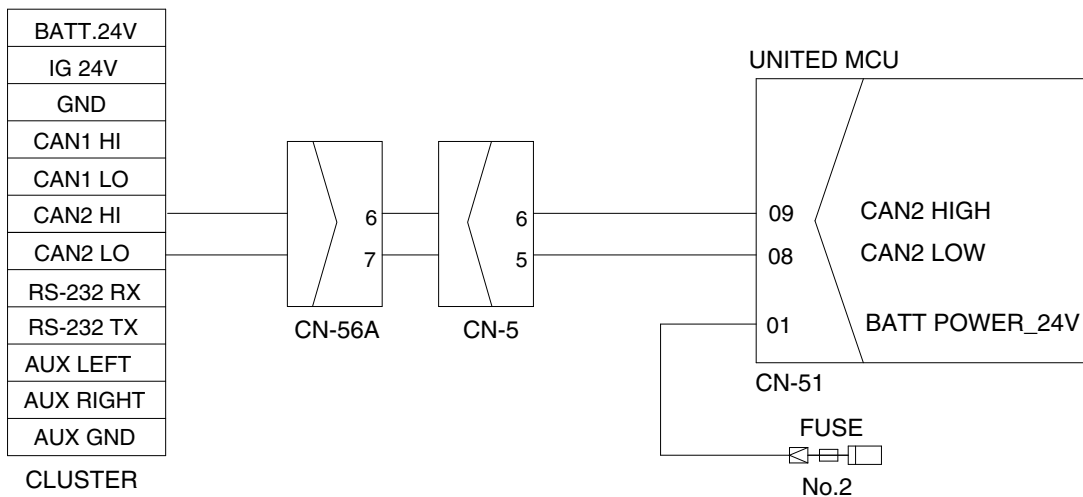 BATT.24V
IG 24V
GND
CAN1 HI
CAN1 LO
CAN2 HI
CAN2 LO
RS-232 RX
RS-232 TX
AUX LEFT
AUX RIGHT
AUX GND
CLUSTER
6
7
CN-56A
6
5
CN-5
UNITED MCU
09 CAN2 HIGH
08 CAN2 LOW
01 BATT POWER_24V
CN-51
FUSE
No.2